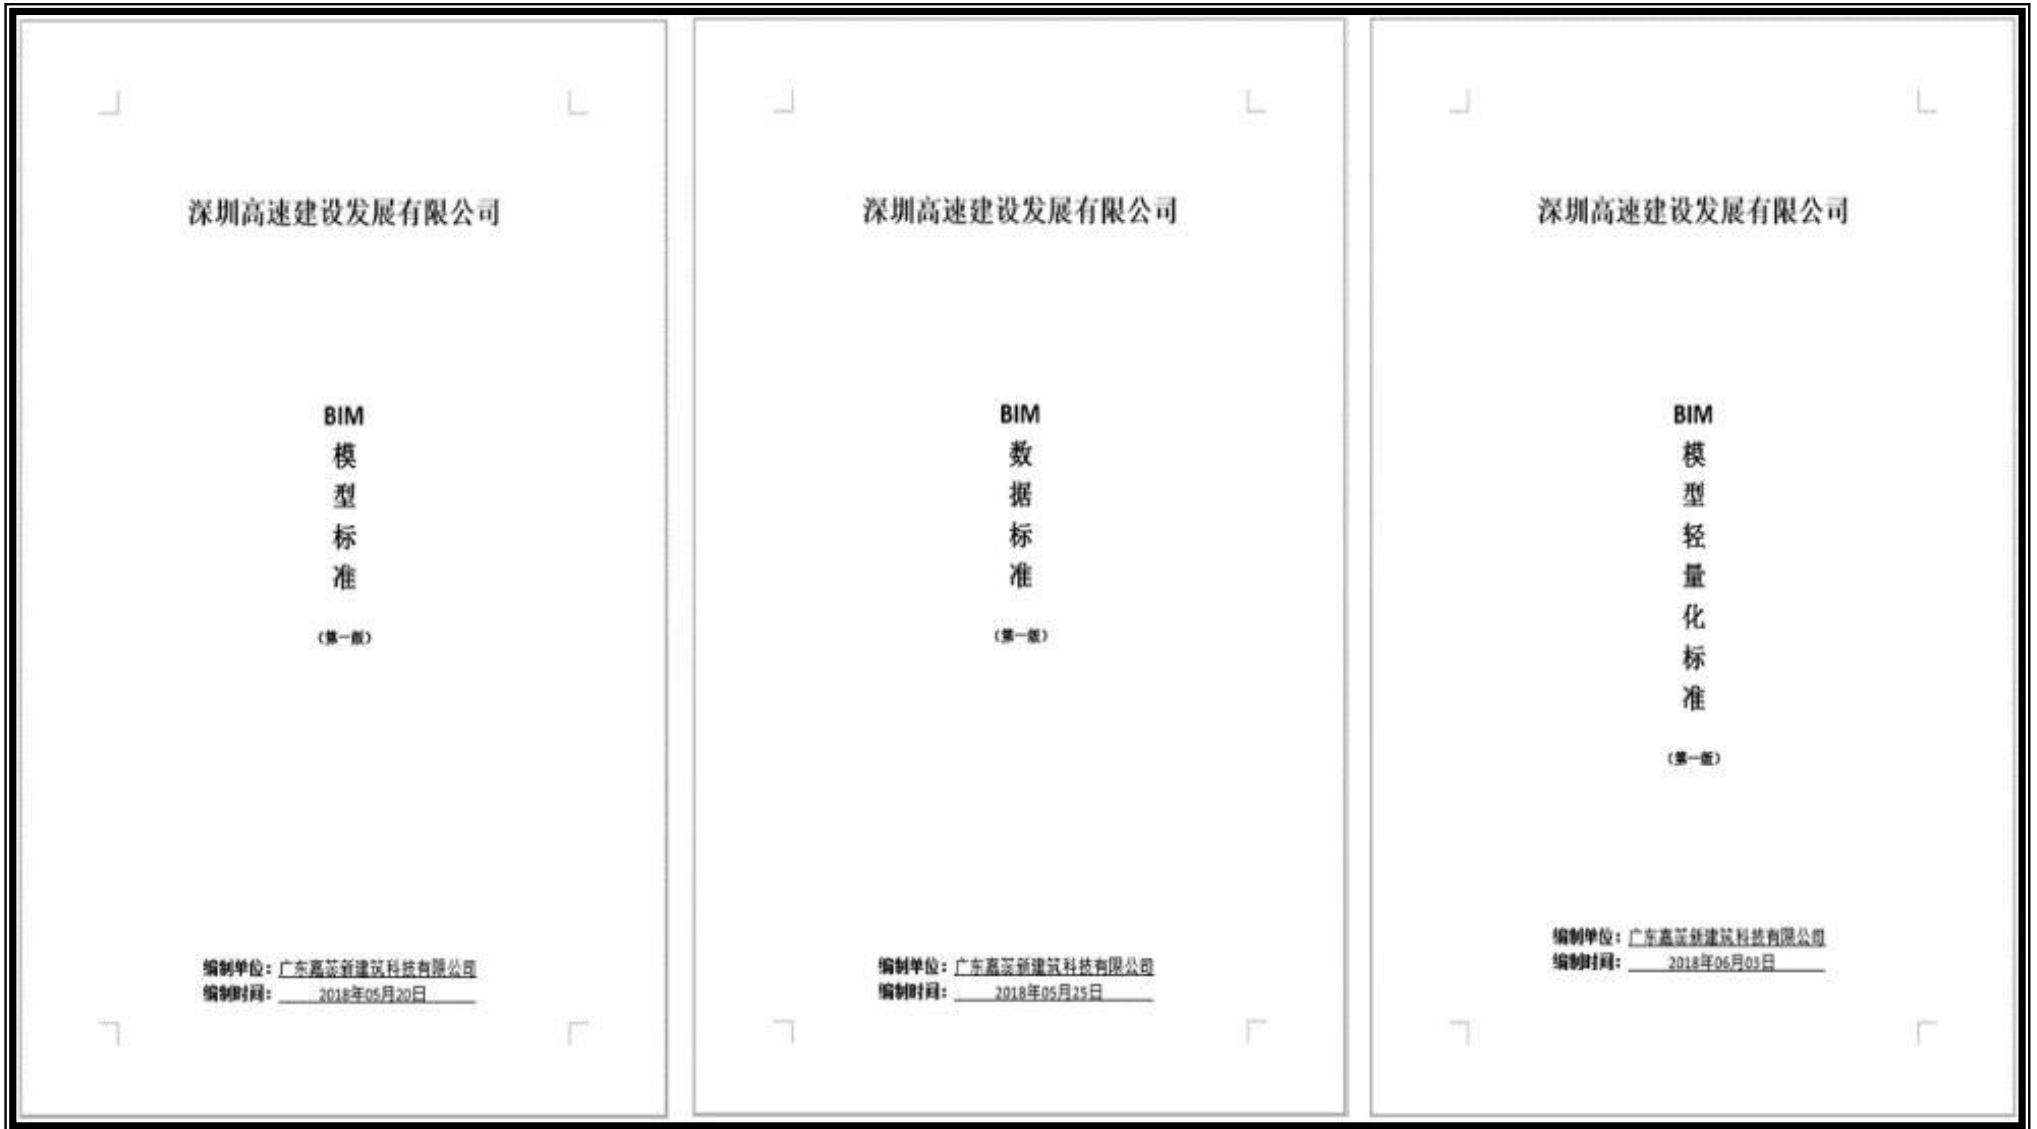 深圳高速建设发展有限公司
BIM
模
型
标
准
（第一版）
编制单位：广东嘉蕊新建筑科技有限公司
编制时间：2018年05月20日
深圳高速建设发展有限公司
BIM
数
据
标
准
（第一版）
编制单位：广东嘉蕊新建筑科技有限公司
编制时间：2018年05月25日
深圳高速建设发展有限公司
BIM
模
型
轻
量
化
标
准
（第一版）
编制单位：广东嘉蕊新建筑科技有限公司
编制时间：2018年06月03日